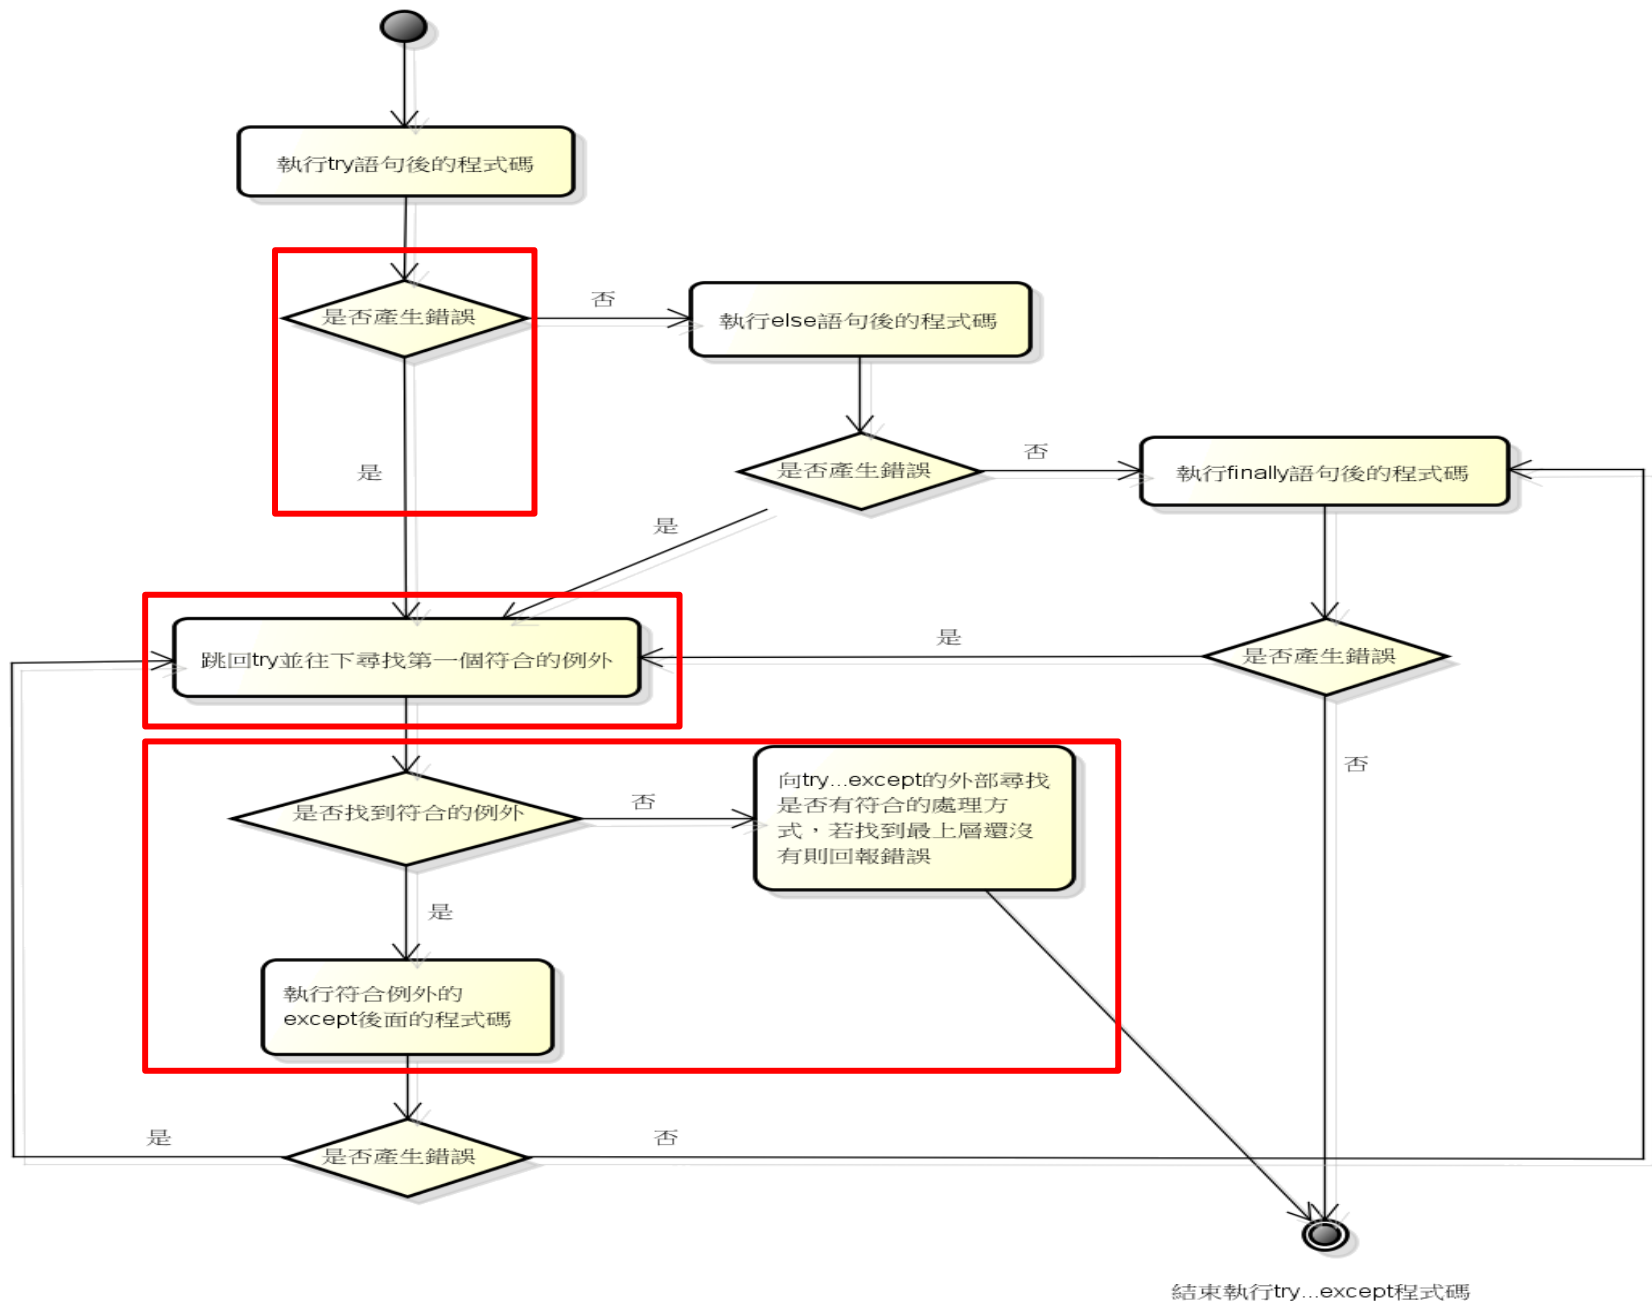 執行try語句後的程式碼
是否產生錯誤
否
執行else語句後的程式碼
是
是否產生錯誤
否
執行finally語句後的程式碼
是
跳回try並往下尋找第一個符合的例外
是
是否產生錯誤
否
是否找到符合的例外
否
向try...except的外部尋找
是否有符合的處理方
式，若找到最上層還沒
有則回報錯誤
是
執行符合例外的
except後面的程式碼
是
是否產生錯誤
否
結束執行try...except程式碼